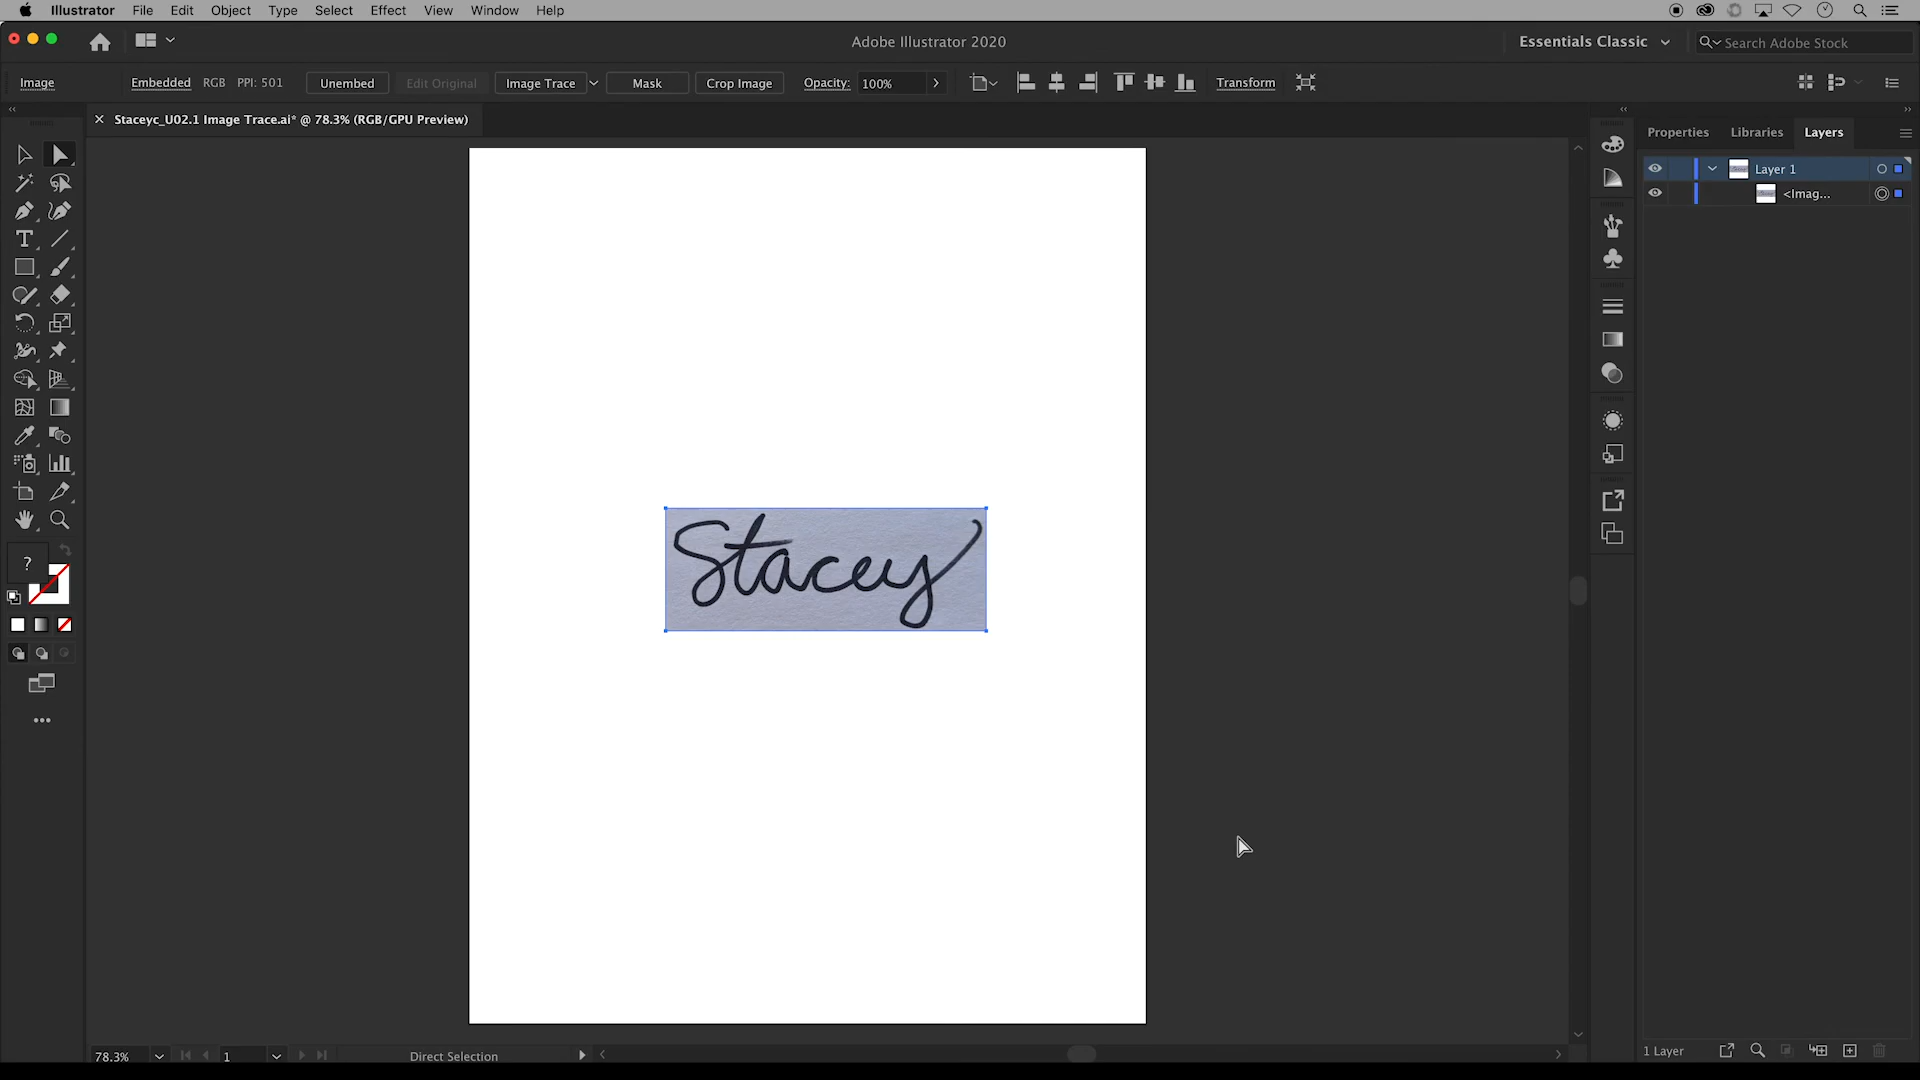 Illustrator File Edit Object Type Select Effect View Window Help
Adobe Illustrator 2020
Essentials Classic
Search Adobe Stock
Image Embedded RGB PPI: 501 Unembed Edit Original Image Trace Mask Crop Image Opacity: 100% Transform
Staceyc_U02.1 Image Trace.ai* @ 78.3% (RGB/GPU Preview)
Properties Libraries Layers
Layer 1
<Imag...
Stacey
?
78.3% 1 Direct Selection
1 Layer